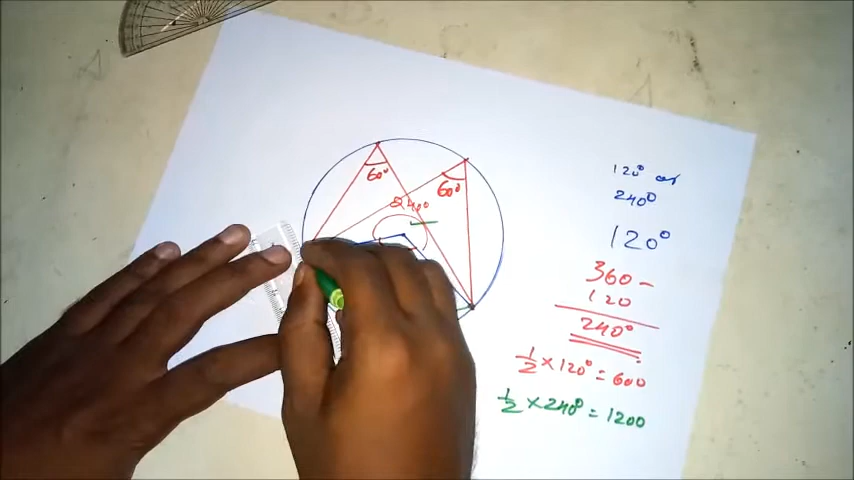 60°
60°
240°
120° or
240°
120°
360 -
120
240°
1/2 × 120° = 600
1/2 × 240° = 1200